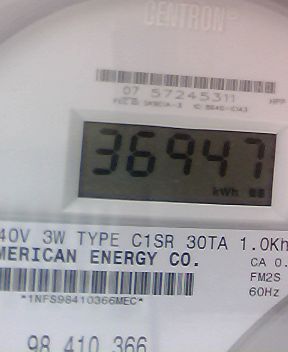 CENTRON®
07 57245311
36947
kWh
40V 3W TYPE C1SR 30TA 1.0Kh
MERICAN ENERGY CO.
CA 0.
FM2S
60Hz
*1NFS98410366MEC*
98 410 366